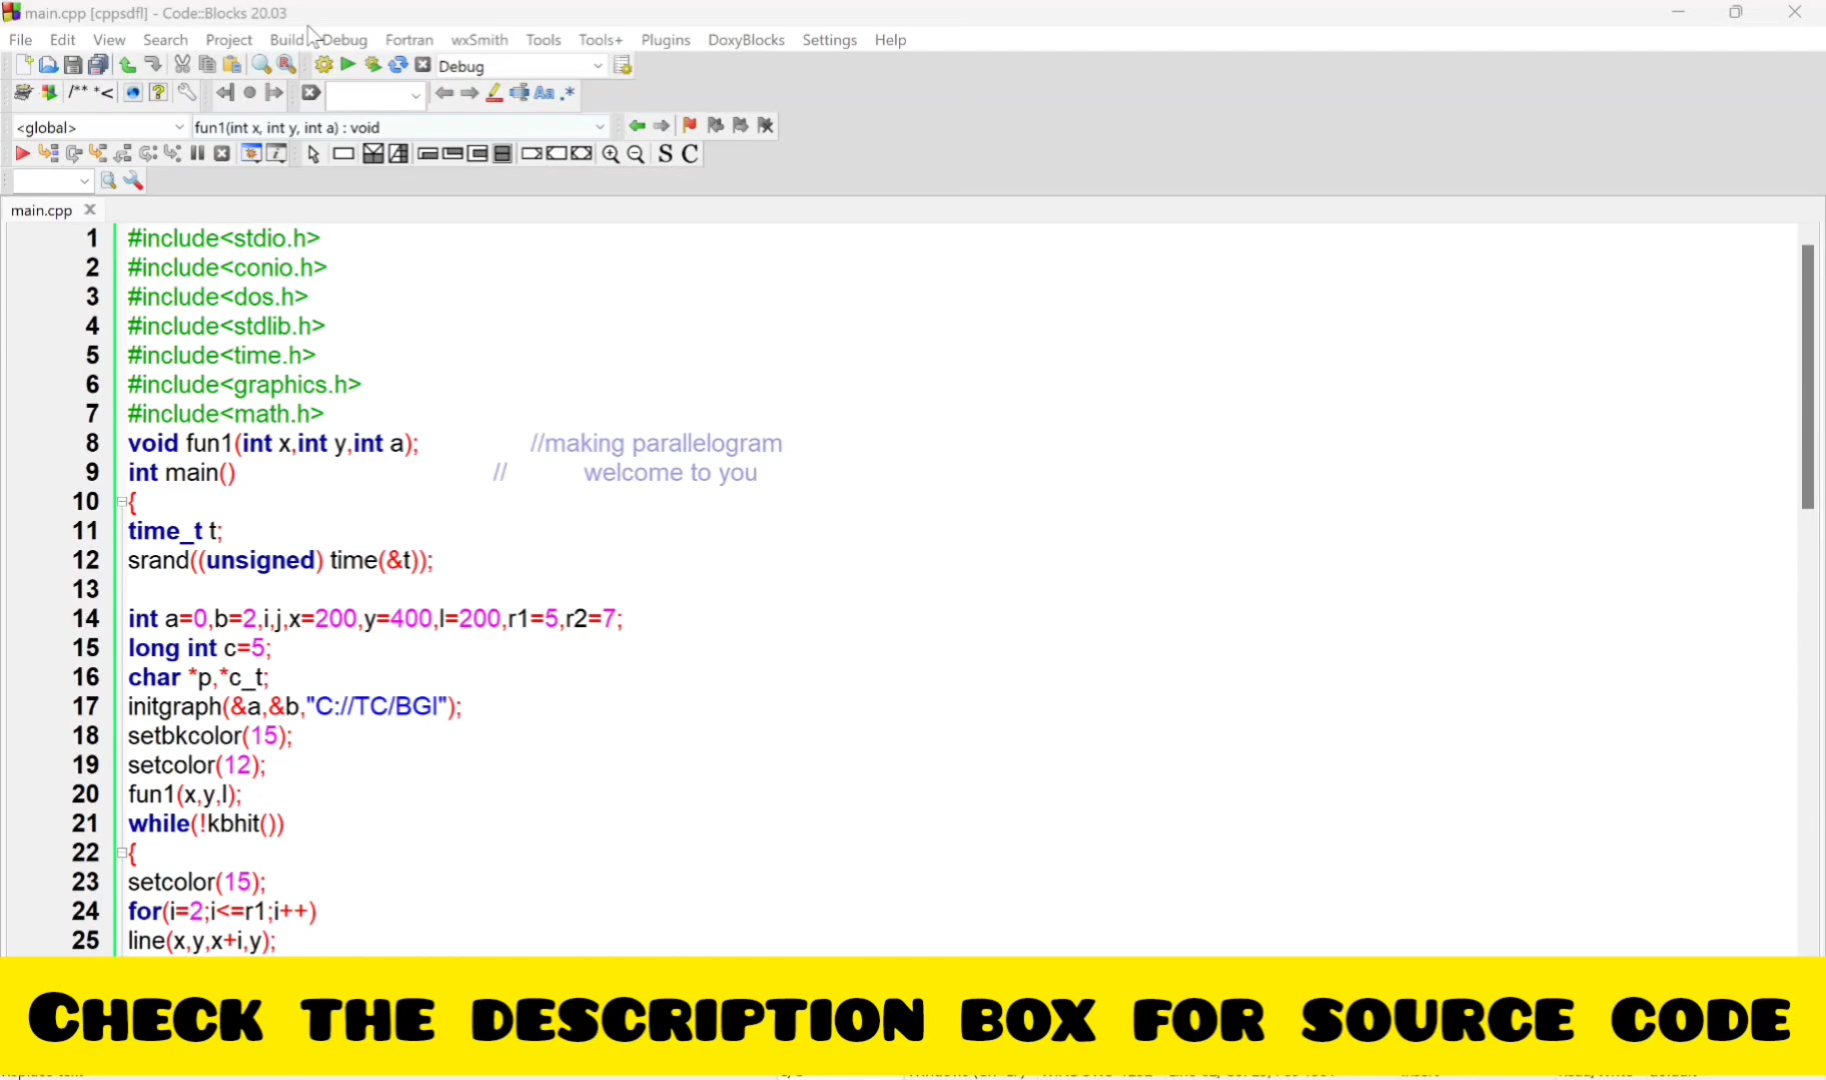 main.cpp [cppsdfl] - Code::Blocks 20.03
File Edit View Search Project Build Debug Fortran wxSmith Tools Tools+ Plugins DoxyBlocks Settings Help
Debug
/** *< Aa .*
<global> fun1(int x, int y, int a) : void
S C
main.cpp
1 #include<stdio.h>
2 #include<conio.h>
3 #include<dos.h>
4 #include<stdlib.h>
5 #include<time.h>
6 #include<graphics.h>
7 #include<math.h>
8 void fun1(int x,int y,int a); //making parallelogram
9 int main() // welcome to you
10 {
11 time_t t;
12 srand((unsigned) time(&t));
13
14 int a=0,b=2,i,j,x=200,y=400,l=200,r1=5,r2=7;
15 long int c=5;
16 char *p,*c_t;
17 initgraph(&a,&b,"C://TC/BGI");
18 setbkcolor(15);
19 setcolor(12);
20 fun1(x,y,l);
21 while(!kbhit())
22 {
23 setcolor(15);
24 for(i=2;i<=r1;i++)
25 line(x,y,x+i,y);
CHECK THE DESCRIPTION BOX FOR SOURCE CODE